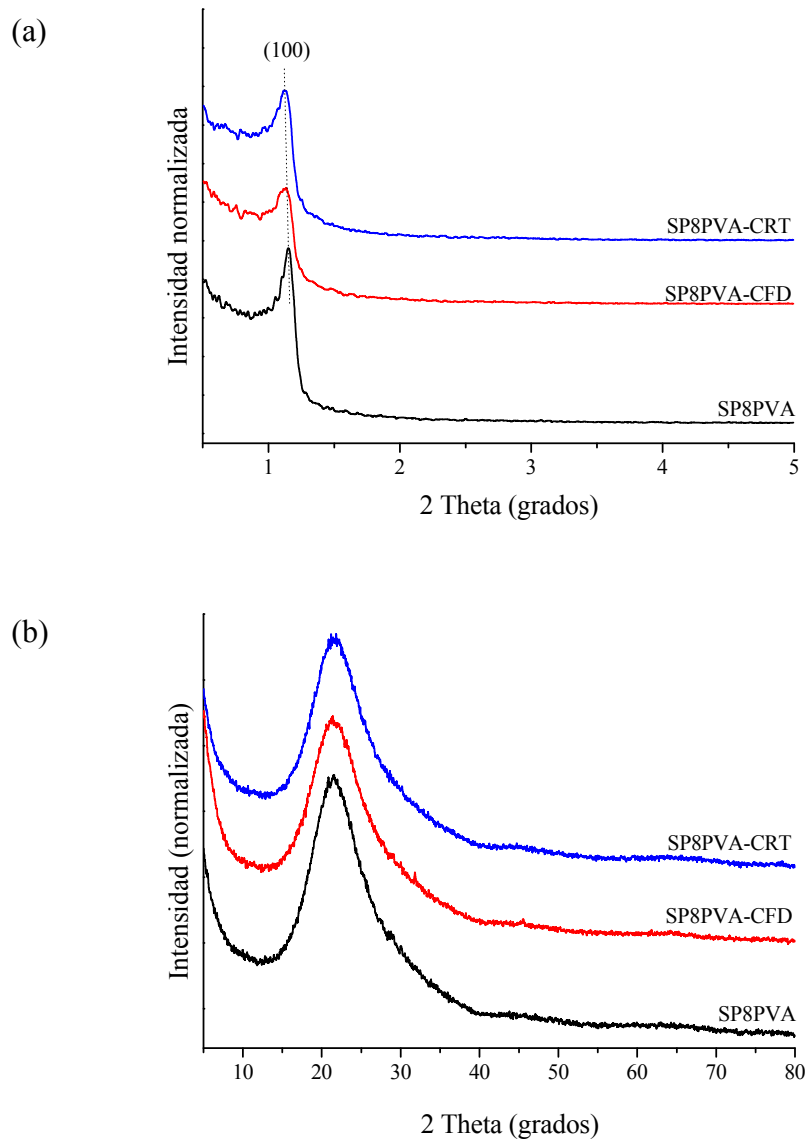 (a)
(100)
Intensidad normalizada
SP8PVA-CRT
SP8PVA-CFD
SP8PVA
1 2 3 4 5
2 Theta (grados)
(b)
Intensidad (normalizada)
SP8PVA-CRT
SP8PVA-CFD
SP8PVA
10 20 30 40 50 60 70 80
2 Theta (grados)